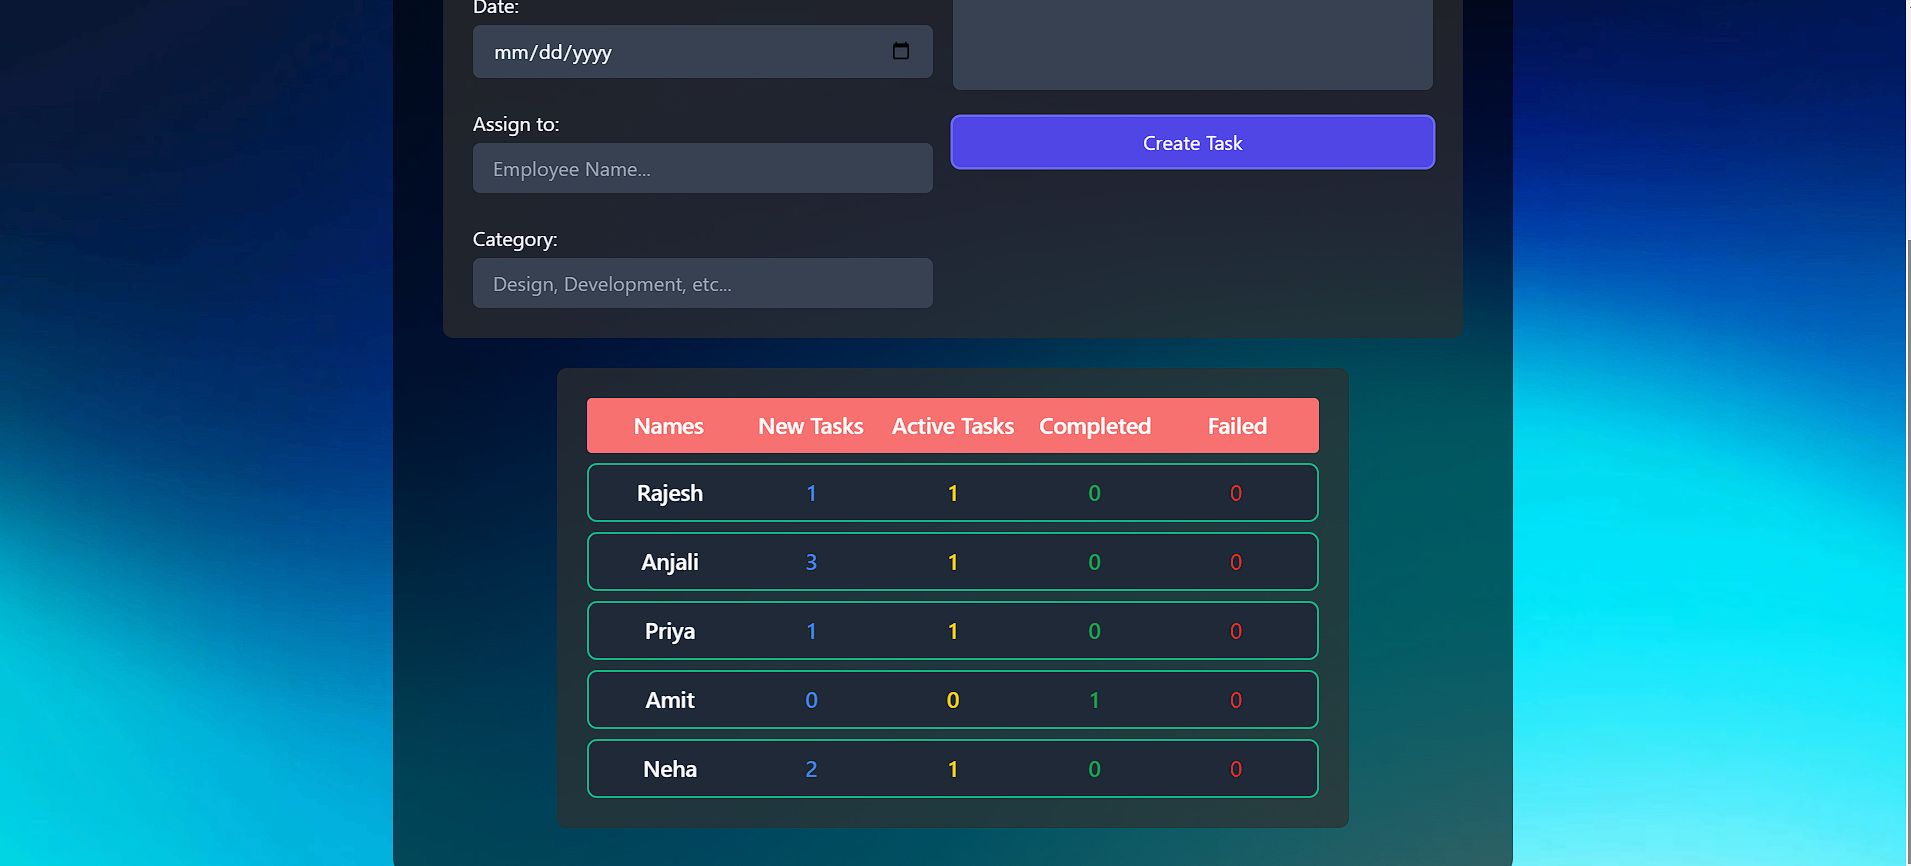 Date:
mm/dd/yyyy
Assign to:
Employee Name...
Category:
Design, Development, etc...
Create Task
Names New Tasks Active Tasks Completed Failed
Rajesh 1 1 0 0
Anjali 3 1 0 0
Priya 1 1 0 0
Amit 0 0 1 0
Neha 2 1 0 0